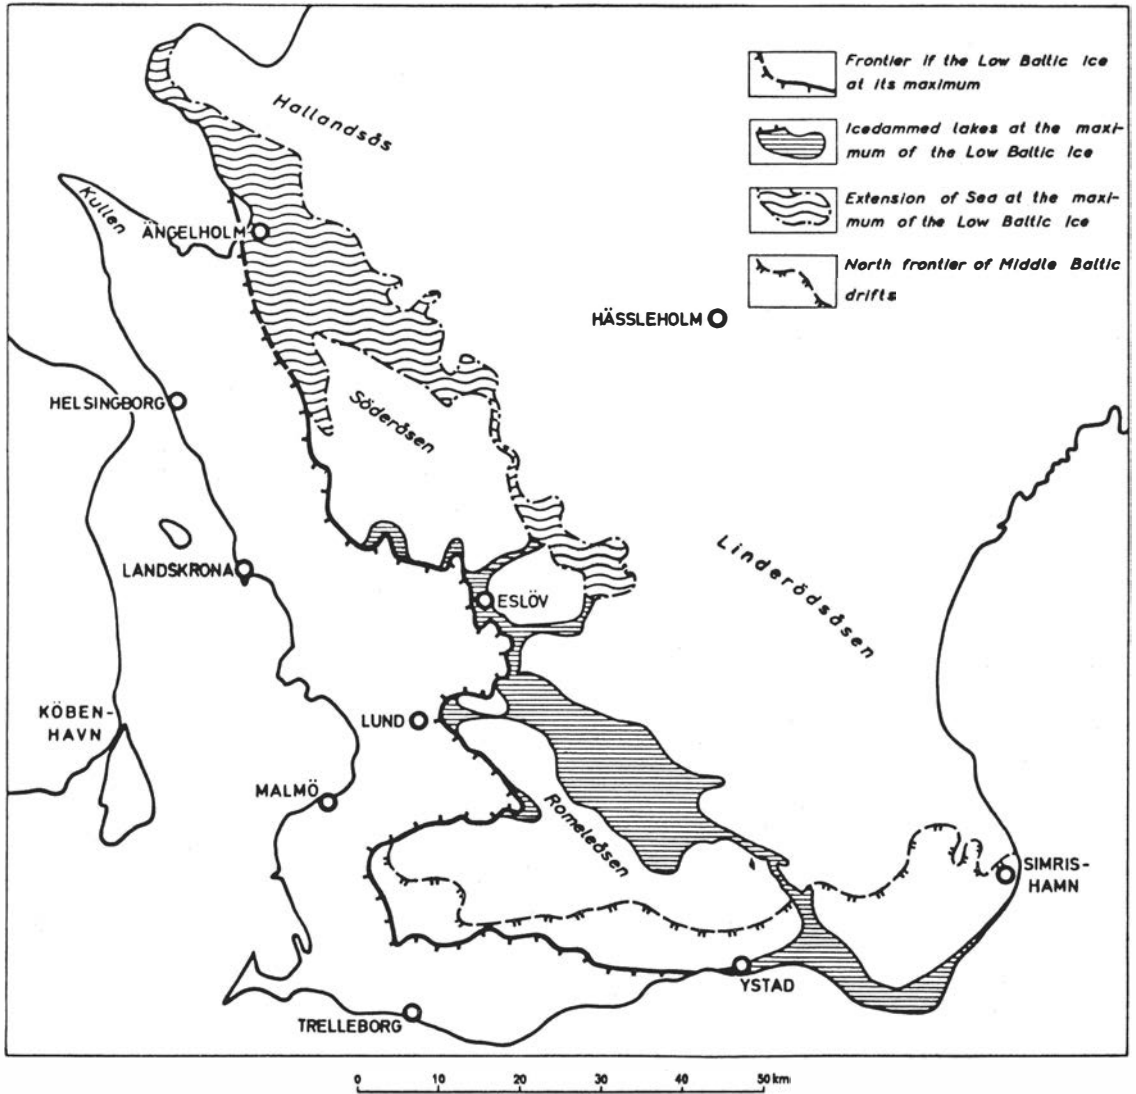 Frontier if the Low Baltic Ice
at its maximum
Hallandsås
Icedammed lakes at the maxi-
mum of the Low Baltic Ice
Kullen
Extension of Sea at the maxi-
mum of the Low Baltic Ice
ÄNGELHOLM
North frontier of Middle Baltic
drifts
HÄSSLEHOLM
HELSINGBORG
Söderåsen
LANDSKRONA
Linderödsåsen
ESLÖV
KÖBEN-
HAVN
LUND
MALMÖ
Romeleåsen
SIMRIS-
HAMN
YSTAD
TRELLEBORG
0 10 20 30 40 50 km